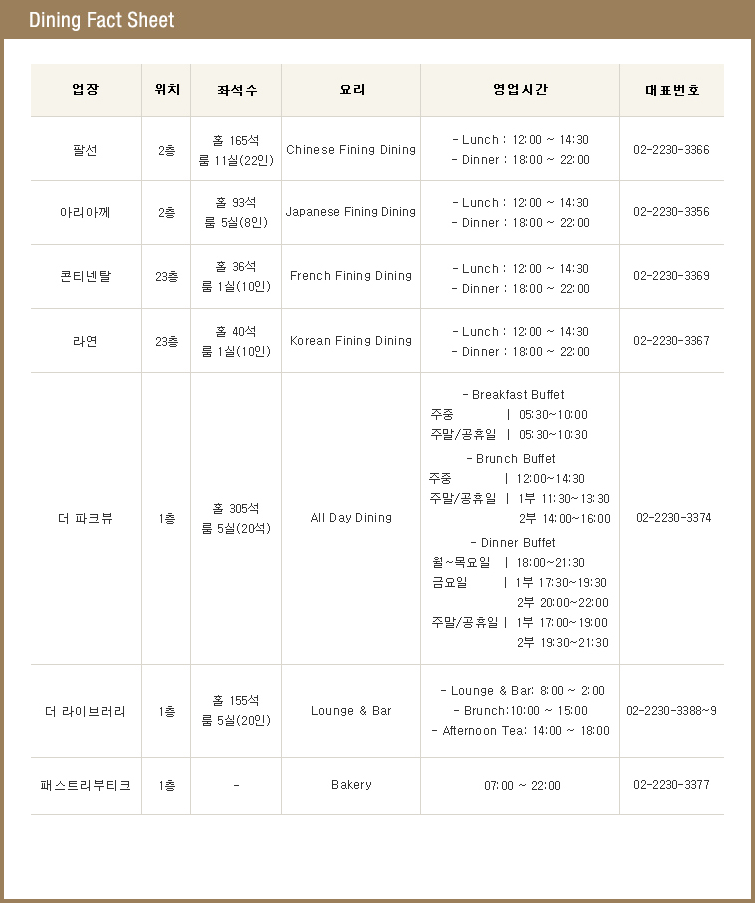 Dining Fact Sheet
업장 위치 좌석수 요리 영업시간 대표번호
팔선 2층 홀 165석 룸 11실(22인) Chinese Fining Dining - Lunch : 12:00 ~ 14:30 - Dinner : 18:00 ~ 22:00 02-2230-3366
아리아께 2층 홀 93석 룸 5실(8인) Japanese Fining Dining - Lunch : 12:00 ~ 14:30 - Dinner : 18:00 ~ 22:00 02-2230-3356
콘티넨탈 23층 홀 36석 룸 1실(10인) French Fining Dining - Lunch : 12:00 ~ 14:30 - Dinner : 18:00 ~ 22:00 02-2230-3369
라연 23층 홀 40석 룸 1실(10인) Korean Fining Dining - Lunch : 12:00 ~ 14:30 - Dinner : 18:00 ~ 22:00 02-2230-3367
더 파크뷰 1층 홀 305석 룸 5실(20석) All Day Dining
- Breakfast Buffet
주중 | 05:30~10:00
주말/공휴일 | 05:30~10:30
- Brunch Buffet
주중 | 12:00~14:30
주말/공휴일 | 1부 11:30~13:30
2부 14:00~16:00
- Dinner Buffet
월~목요일 | 18:00~21:30
금요일 | 1부 17:30~19:30
2부 20:00~22:00
주말/공휴일 | 1부 17:00~19:00
2부 19:30~21:30
02-2230-3374
더 라이브러리 1층 홀 155석 룸 5실(20인) Lounge & Bar
- Lounge & Bar: 8:00 ~ 2:00
- Brunch:10:00 ~ 15:00
- Afternoon Tea: 14:00 ~ 18:00
02-2230-3388~9
패스트리부티크 1층 - Bakery 07:00 ~ 22:00 02-2230-3377